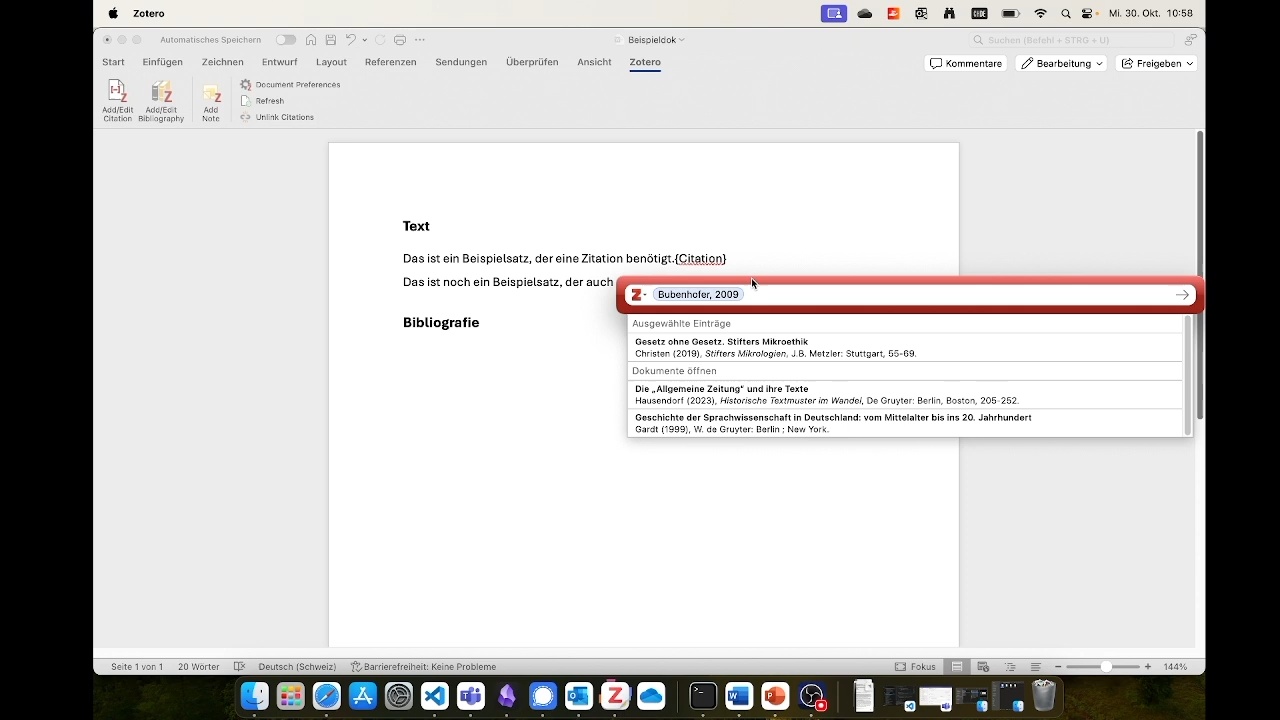 Zotero
CH DE
Mi. 30. Okt. 10:58
Automatisches Speichern
Beispieldok
Suchen (Befehl + STRG + U)
Start Einfügen Zeichnen Entwurf Layout Referenzen Sendungen Überprüfen Ansicht Zotero
Kommentare Bearbeitung Freigeben
Add/Edit Citation
Add/Edit Bibliography
Add Note
Document Preferences
Refresh
Unlink Citations
Text
Das ist ein Beispielsatz, der eine Zitation benötigt.{Citation}
Das ist noch ein Beispielsatz, der auch
Bibliografie
Z Bubenhofer, 2009
Ausgewählte Einträge
Gesetz ohne Gesetz. Stifters Mikroethik
Christen (2019), Stifters Mikrologien, J.B. Metzler: Stuttgart, 55-69.
Dokumente öffnen
Die „Allgemeine Zeitung“ und ihre Texte
Hausendorf (2023), Historische Textmuster im Wandel, De Gruyter: Berlin, Boston, 205-252.
Geschichte der Sprachwissenschaft in Deutschland: vom Mittelalter bis ins 20. Jahrhundert
Gardt (1999), W. de Gruyter: Berlin ; New York.
Seite 1 von 1 20 Wörter Deutsch (Schweiz) Barrierefreiheit: Keine Probleme
Fokus
144%